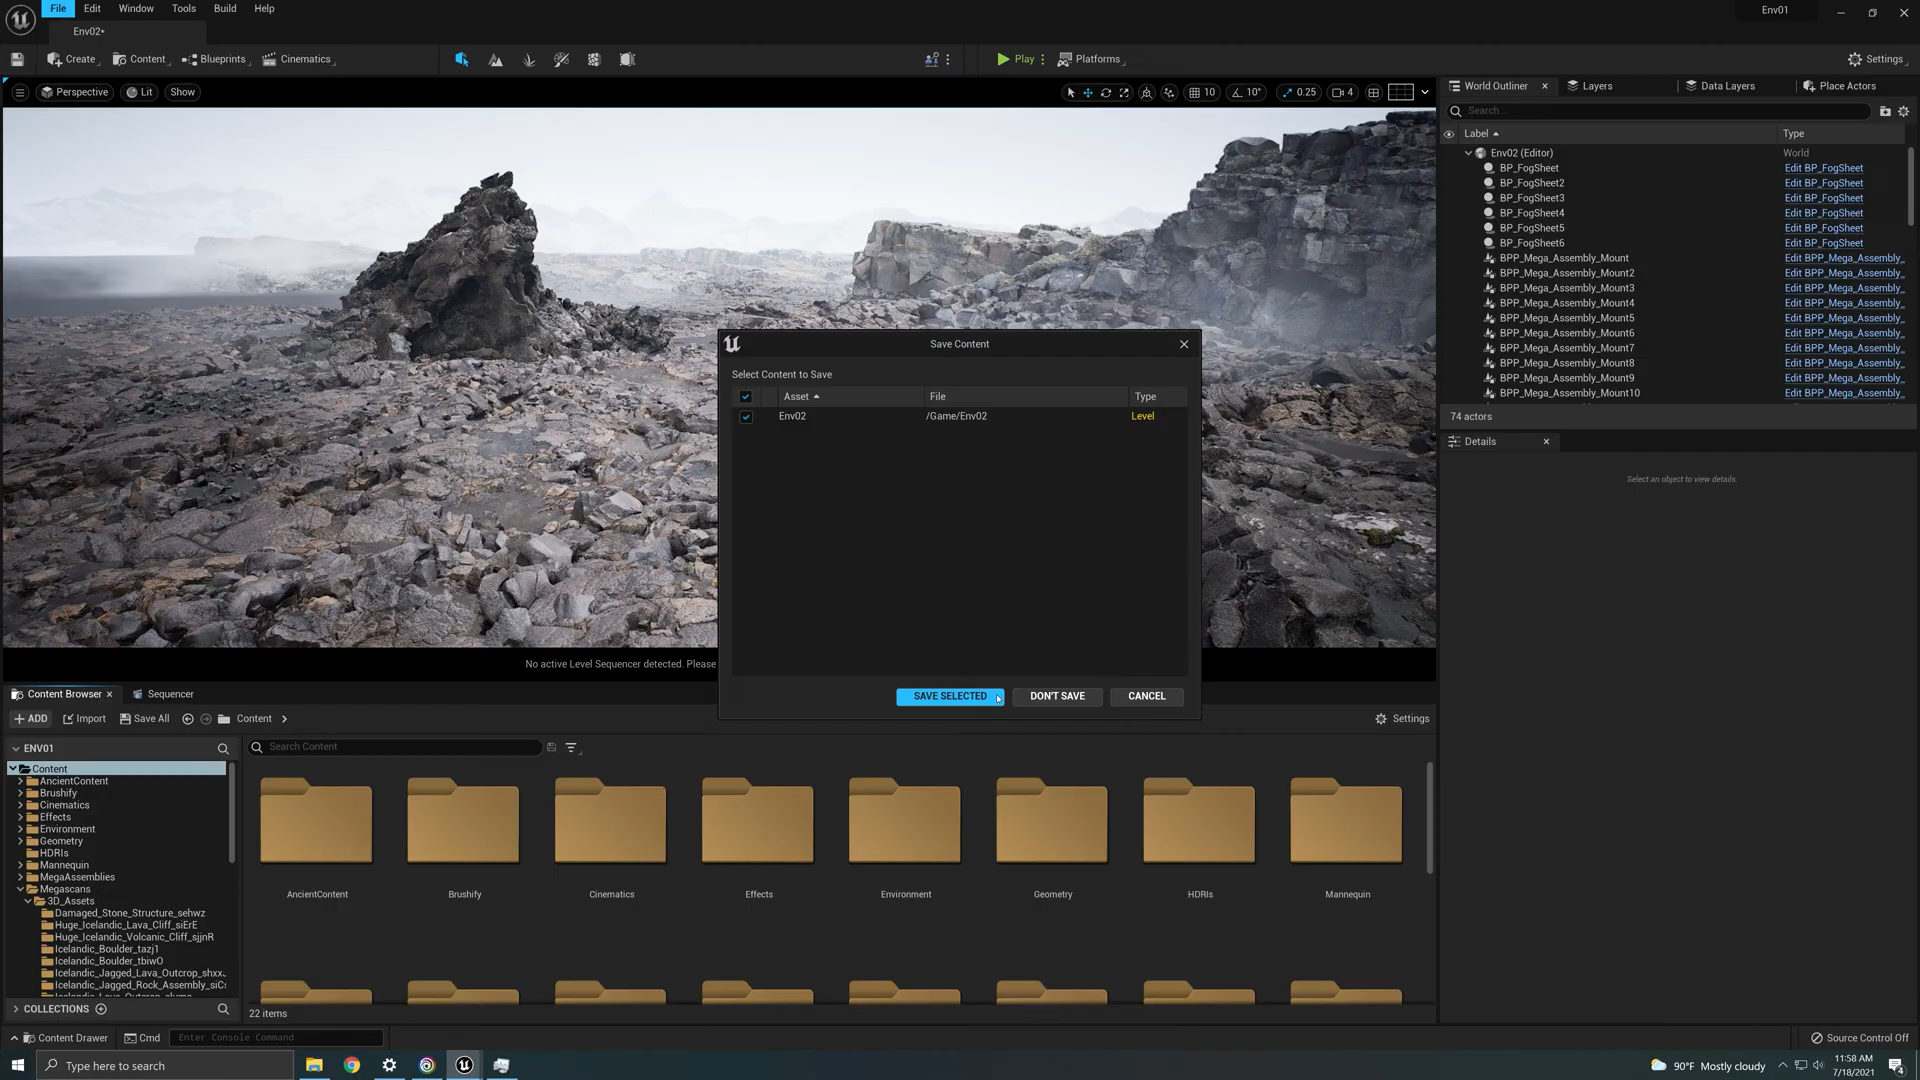 File Edit Window Tools Build Help
Env01
Env02*
Create Content Blueprints Cinematics Play Platforms Settings
Perspective Lit Show 10 10° 0.25 4
World Outliner Layers Data Layers Place Actors
Search...
Label Type
Env02 (Editor) World
BP_FogSheet Edit BP_FogSheet
BP_FogSheet2 Edit BP_FogSheet
BP_FogSheet3 Edit BP_FogSheet
BP_FogSheet4 Edit BP_FogSheet
BP_FogSheet5 Edit BP_FogSheet
BP_FogSheet6 Edit BP_FogSheet
BPP_Mega_Assembly_Mount Edit BPP_Mega_Assembly_
BPP_Mega_Assembly_Mount2 Edit BPP_Mega_Assembly_
BPP_Mega_Assembly_Mount3 Edit BPP_Mega_Assembly_
BPP_Mega_Assembly_Mount4 Edit BPP_Mega_Assembly_
BPP_Mega_Assembly_Mount5 Edit BPP_Mega_Assembly_
BPP_Mega_Assembly_Mount6 Edit BPP_Mega_Assembly_
BPP_Mega_Assembly_Mount7 Edit BPP_Mega_Assembly_
BPP_Mega_Assembly_Mount8 Edit BPP_Mega_Assembly_
BPP_Mega_Assembly_Mount9 Edit BPP_Mega_Assembly_
BPP_Mega_Assembly_Mount10 Edit BPP_Mega_Assembly_
74 actors
Details
Select an object to view details
Save Content
Select Content to Save
Asset File Type
Env02 /Game/Env02 Level
SAVE SELECTED DON'T SAVE CANCEL
No active Level Sequencer detected. Please
Content Browser Sequencer
ADD Import Save All Content Settings
ENV01
Search Content
Content
AncientContent
Brushify
Cinematics
Effects
Environment
Geometry
HDRIs
Mannequin
MegaAssemblies
Megascans
3D_Assets
Damaged_Stone_Structure_sehwz
Huge_Icelandic_Lava_Cliff_siErE
Huge_Icelandic_Volcanic_Cliff_sjjnR
Icelandic_Boulder_tazj1
Icelandic_Boulder_tbiwO
Icelandic_Jagged_Lava_Outcrop_shxx
Icelandic_Jagged_Rock_Assembly_siC
AncientContent Brushify Cinematics Effects Environment Geometry HDRIs Mannequin
COLLECTIONS
22 items
Content Drawer Cmd Enter Console Command Source Control Off
Type here to search
90°F Mostly cloudy
11:58 AM
7/18/2021
4